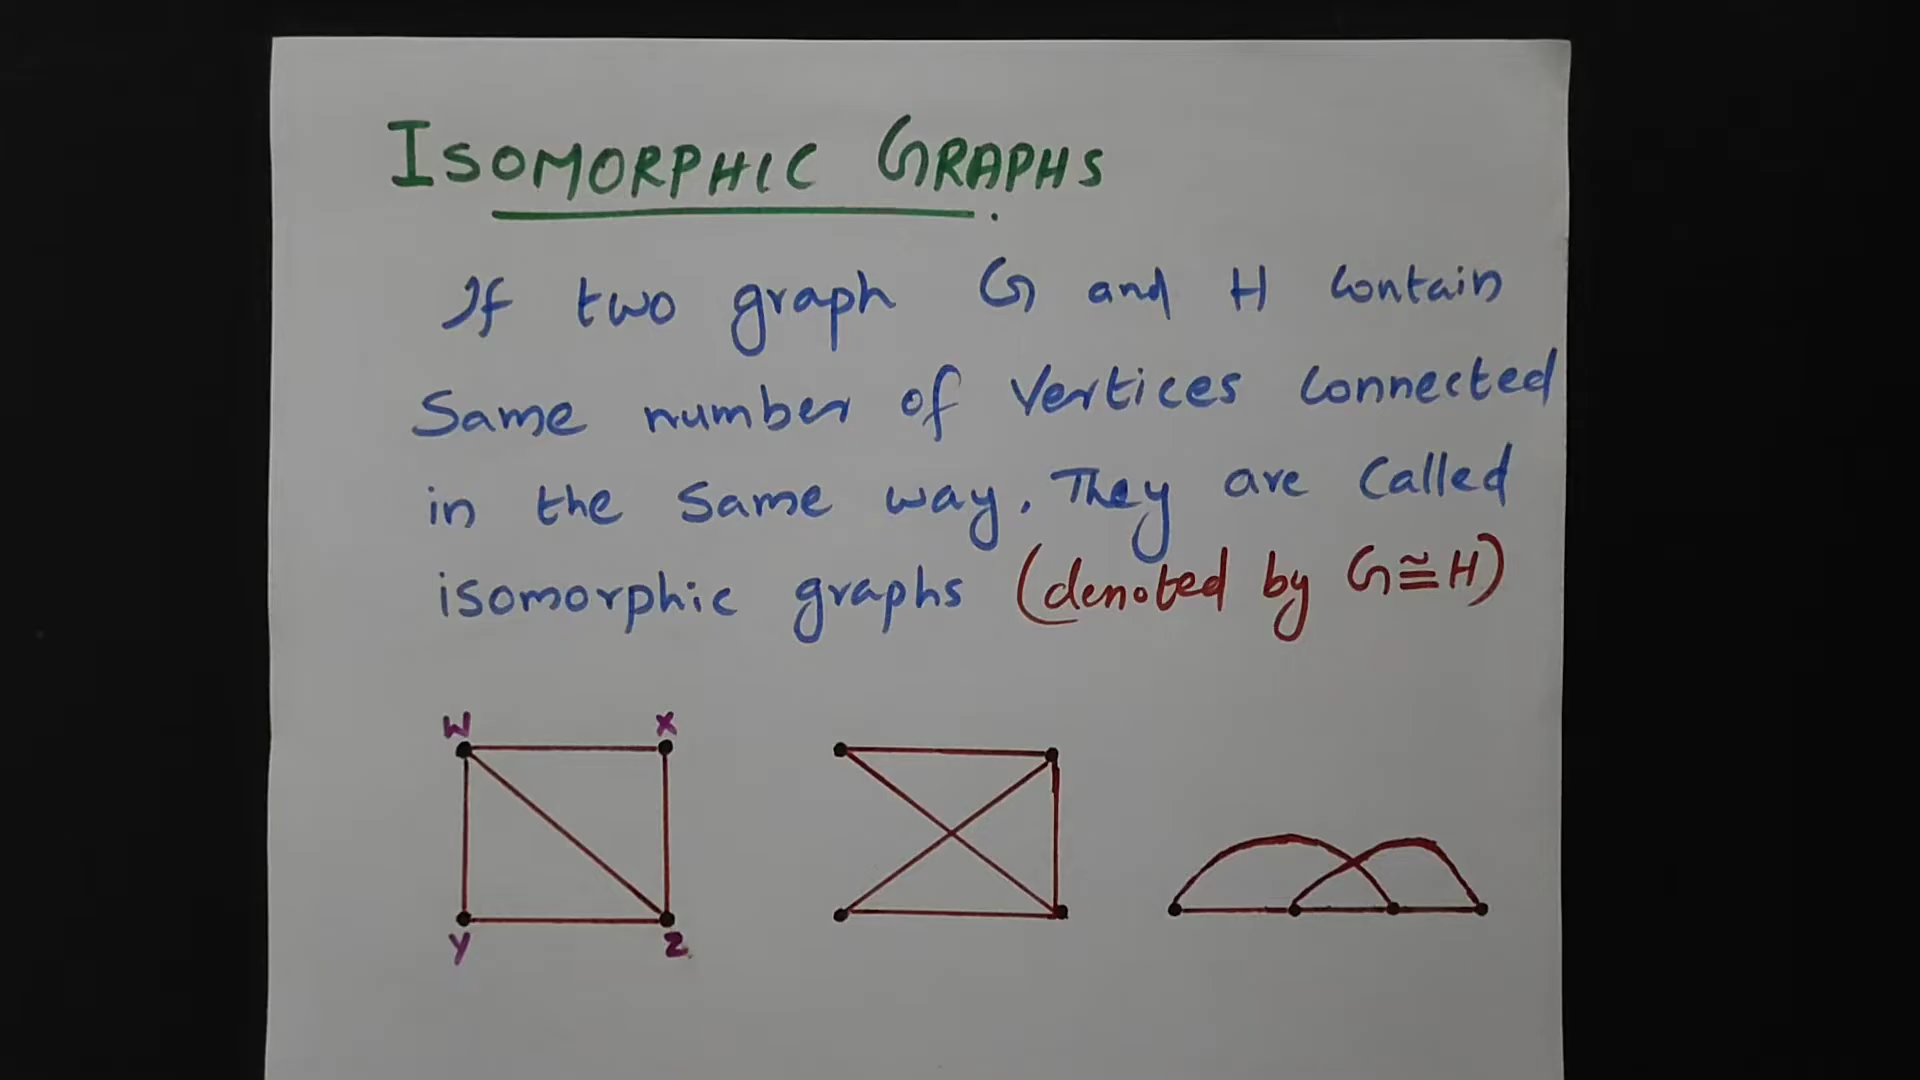 ISOMORPHIC GRAPHS
If two graph G and H contain
Same number of Vertices connected
in the same way. They are called
isomorphic graphs (denoted by G≅H)
W X
Y Z